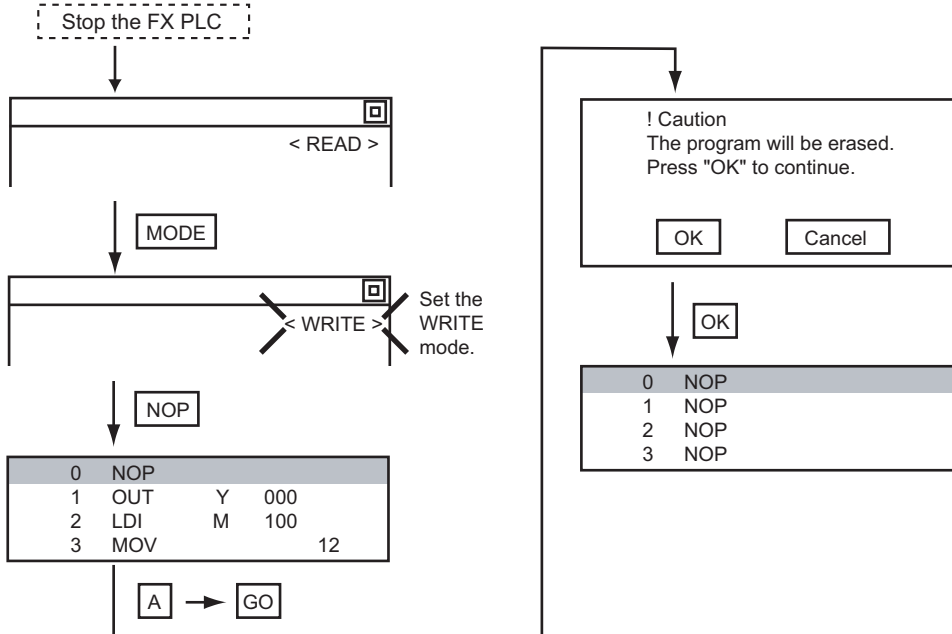 Stop the FX PLC
< READ >
MODE
< WRITE >
Set the
WRITE
mode.
NOP
0 NOP
1 OUT Y 000
2 LDI M 100
3 MOV 12
A GO
! Caution
The program will be erased.
Press "OK" to continue.
OK Cancel
OK
0 NOP
1 NOP
2 NOP
3 NOP